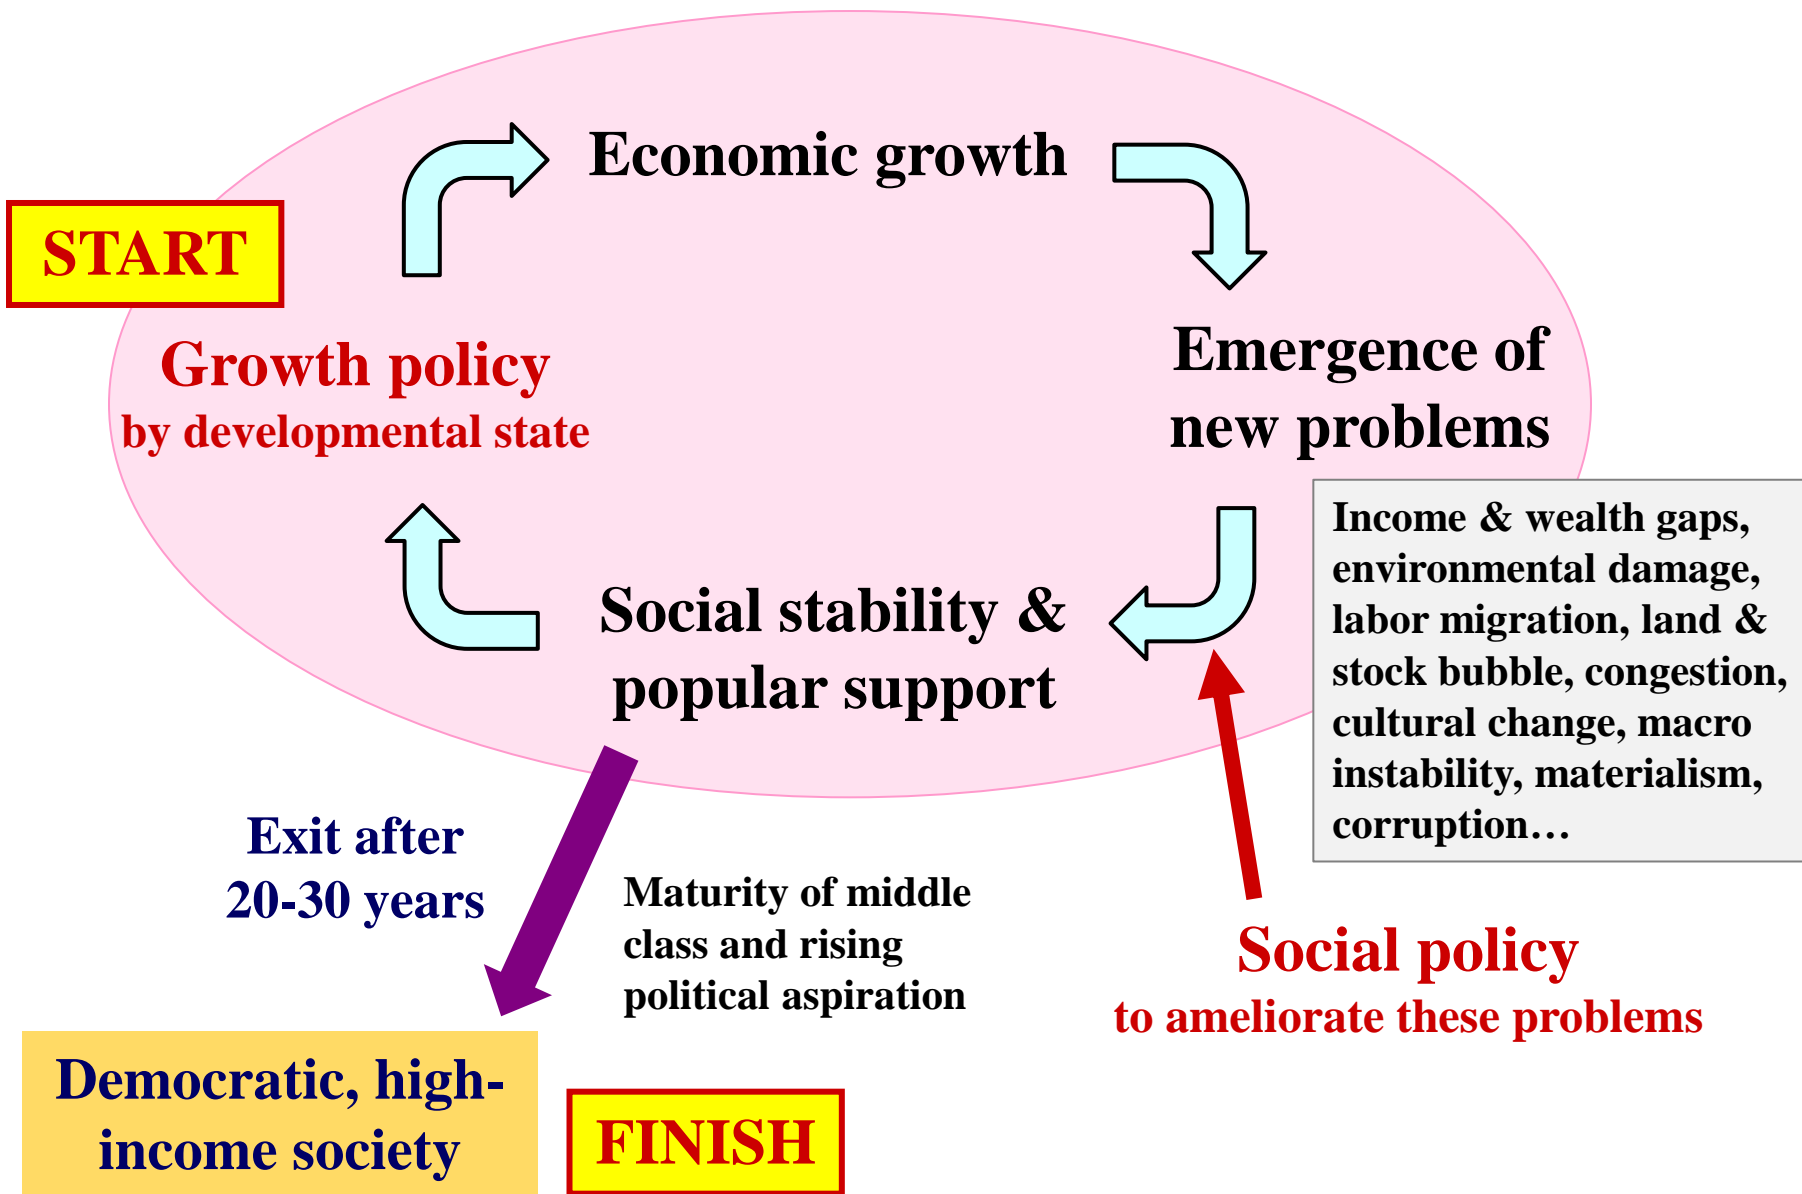 START
Economic growth
Growth policy
by developmental state
Emergence of
new problems
Income & wealth gaps,
environmental damage,
labor migration, land &
stock bubble, congestion,
cultural change, macro
instability, materialism,
corruption…
Social stability &
popular support
Exit after
20-30 years
Maturity of middle
class and rising
political aspiration
Social policy
to ameliorate these problems
Democratic, high-
income society
FINISH